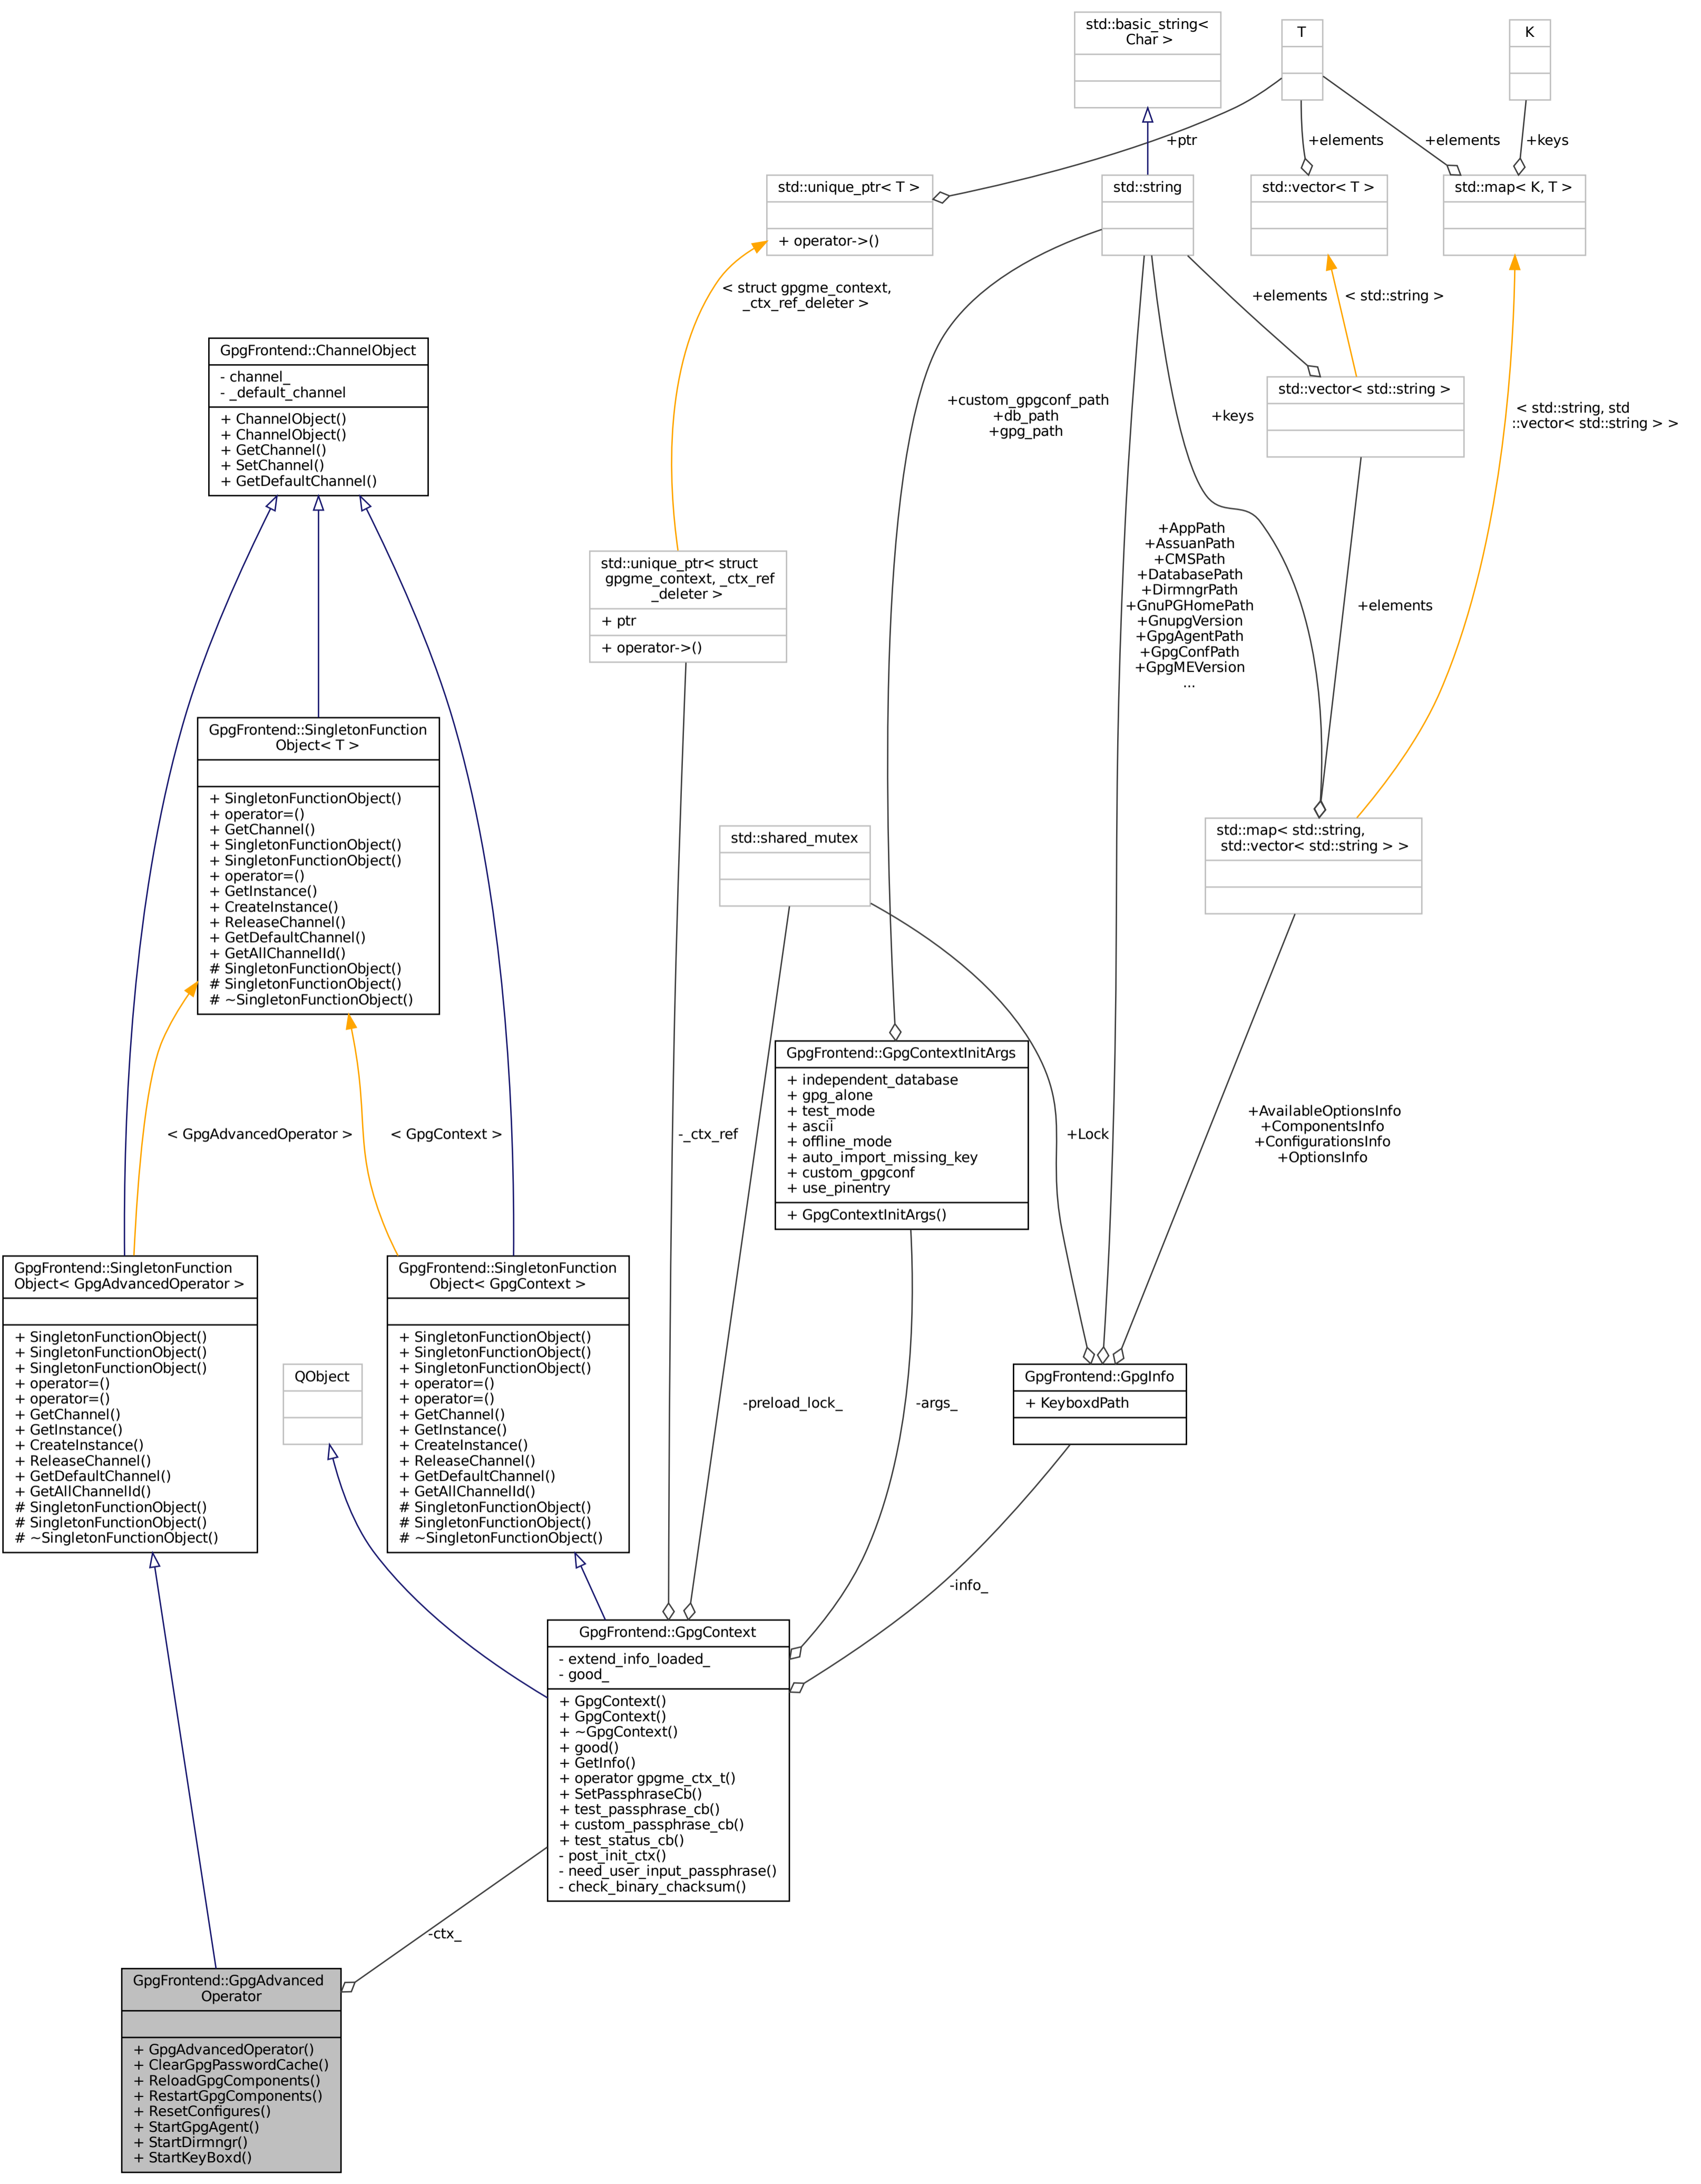 std::basic_string<
Char >
T
K
+ptr
+elements
+elements
+keys
std::unique_ptr< T >
+ operator->()
std::string
std::vector< T >
std::map< K, T >
< struct gpgme_context,
_ctx_ref_deleter >
+elements
< std::string >
GpgFrontend::ChannelObject
- channel_
- _default_channel
+ ChannelObject()
+ ChannelObject()
+ GetChannel()
+ SetChannel()
+ GetDefaultChannel()
+custom_gpgconf_path
+db_path
+gpg_path
+keys
std::vector< std::string >
< std::string, std
::vector< std::string > >
std::unique_ptr< struct
gpgme_context, _ctx_ref
_deleter >
+ ptr
+ operator->()
+AppPath
+AssuanPath
+CMSPath
+DatabasePath
+DirmngrPath
+GnuPGHomePath
+GnupgVersion
+GpgAgentPath
+GpgConfPath
+GpgMEVersion
...
+elements
GpgFrontend::SingletonFunction
Object< T >
+ SingletonFunctionObject()
+ operator=()
+ GetChannel()
+ SingletonFunctionObject()
+ SingletonFunctionObject()
+ operator=()
+ GetInstance()
+ CreateInstance()
+ ReleaseChannel()
+ GetDefaultChannel()
+ GetAllChannelId()
# SingletonFunctionObject()
# SingletonFunctionObject()
# ~SingletonFunctionObject()
std::shared_mutex
std::map< std::string,
std::vector< std::string > >
< GpgAdvancedOperator >
< GpgContext >
-_ctx_ref
GpgFrontend::GpgContextInitArgs
+ independent_database
+ gpg_alone
+ test_mode
+ ascii
+ offline_mode
+ auto_import_missing_key
+ custom_gpgconf
+ use_pinentry
+ GpgContextInitArgs()
+Lock
+AvailableOptionsInfo
+ComponentsInfo
+ConfigurationsInfo
+OptionsInfo
GpgFrontend::SingletonFunction
Object< GpgAdvancedOperator >
+ SingletonFunctionObject()
+ SingletonFunctionObject()
+ SingletonFunctionObject()
+ operator=()
+ operator=()
+ GetChannel()
+ GetInstance()
+ CreateInstance()
+ ReleaseChannel()
+ GetDefaultChannel()
+ GetAllChannelId()
# SingletonFunctionObject()
# SingletonFunctionObject()
# ~SingletonFunctionObject()
QObject
GpgFrontend::SingletonFunction
Object< GpgContext >
+ SingletonFunctionObject()
+ SingletonFunctionObject()
+ SingletonFunctionObject()
+ operator=()
+ operator=()
+ GetChannel()
+ GetInstance()
+ CreateInstance()
+ ReleaseChannel()
+ GetDefaultChannel()
+ GetAllChannelId()
# SingletonFunctionObject()
# SingletonFunctionObject()
# ~SingletonFunctionObject()
-preload_lock_
-args_
GpgFrontend::GpgInfo
+ KeyboxdPath
-info_
GpgFrontend::GpgContext
- extend_info_loaded_
- good_
+ GpgContext()
+ GpgContext()
+ ~GpgContext()
+ good()
+ GetInfo()
+ operator gpgme_ctx_t()
+ SetPassphraseCb()
+ test_passphrase_cb()
+ custom_passphrase_cb()
+ test_status_cb()
- post_init_ctx()
- need_user_input_passphrase()
- check_binary_chacksum()
-ctx_
GpgFrontend::GpgAdvanced
Operator
+ GpgAdvancedOperator()
+ ClearGpgPasswordCache()
+ ReloadGpgComponents()
+ RestartGpgComponents()
+ ResetConfigures()
+ StartGpgAgent()
+ StartDirmngr()
+ StartKeyBoxd()